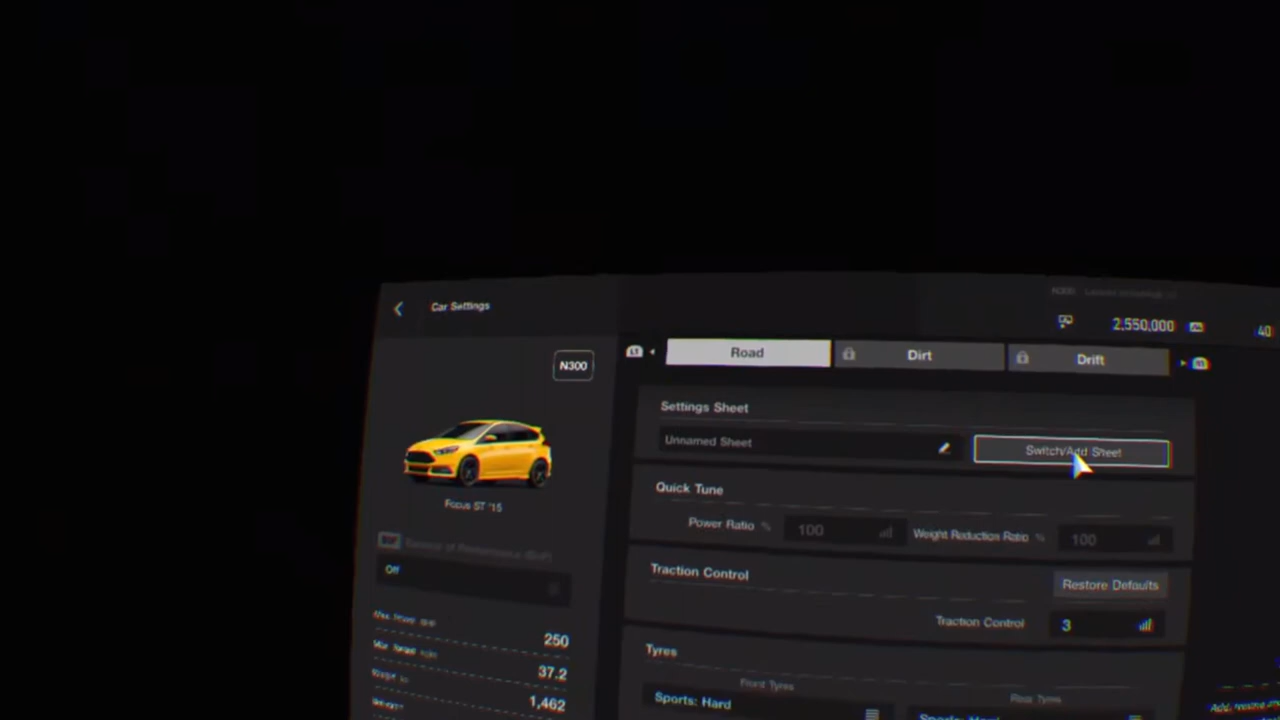 Car Settings
2,550,000
40
N300
L1
Road
Dirt
Drift
Settings Sheet
Unnamed Sheet
Switch/Add Sheet
Focus ST '15
Quick Tune
Power Ratio %
100
Weight Reduction Ratio %
100
Off
Traction Control
Restore Defaults
Traction Control
3
250
37.2
1,462
Tyres
Front Tyres
Rear Tyres
Sports: Hard